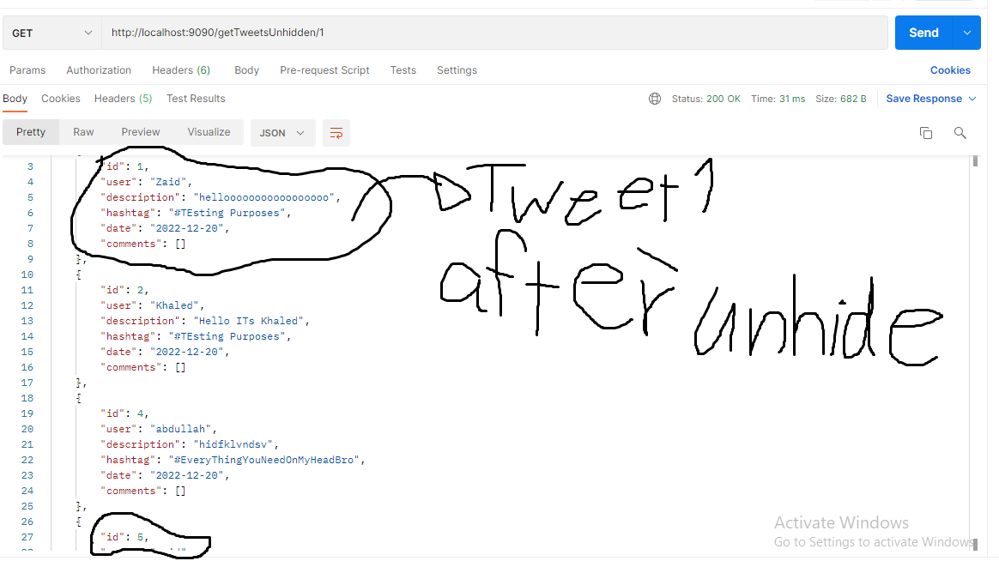 GET http://localhost:9090/getTweetsUnhidden/1 Send
Params Authorization Headers (6) Body Pre-request Script Tests Settings Cookies
Body Cookies Headers (5) Test Results Status: 200 OK Time: 31 ms Size: 682 B Save Response
Pretty Raw Preview Visualize JSON
3 "id": 1,
4 "user": "Zaid",
5 "description": "hellooooooooooooooooo",
6 "hashtag": "#TEsting Purposes",
7 "date": "2022-12-20",
8 "comments": []
9 },
10 {
11 "id": 2,
12 "user": "Khaled",
13 "description": "Hello ITs Khaled",
14 "hashtag": "#TEsting Purposes",
15 "date": "2022-12-20",
16 "comments": []
17 },
18 {
19 "id": 4,
20 "user": "abdullah",
21 "description": "hidfklvndsv",
22 "hashtag": "#EveryThingYouNeedOnMyHeadBro",
23 "date": "2022-12-20",
24 "comments": []
25 },
26 {
27 "id": 5,
Tweet 1
after
unhide
Activate Windows
Go to Settings to activate Windows